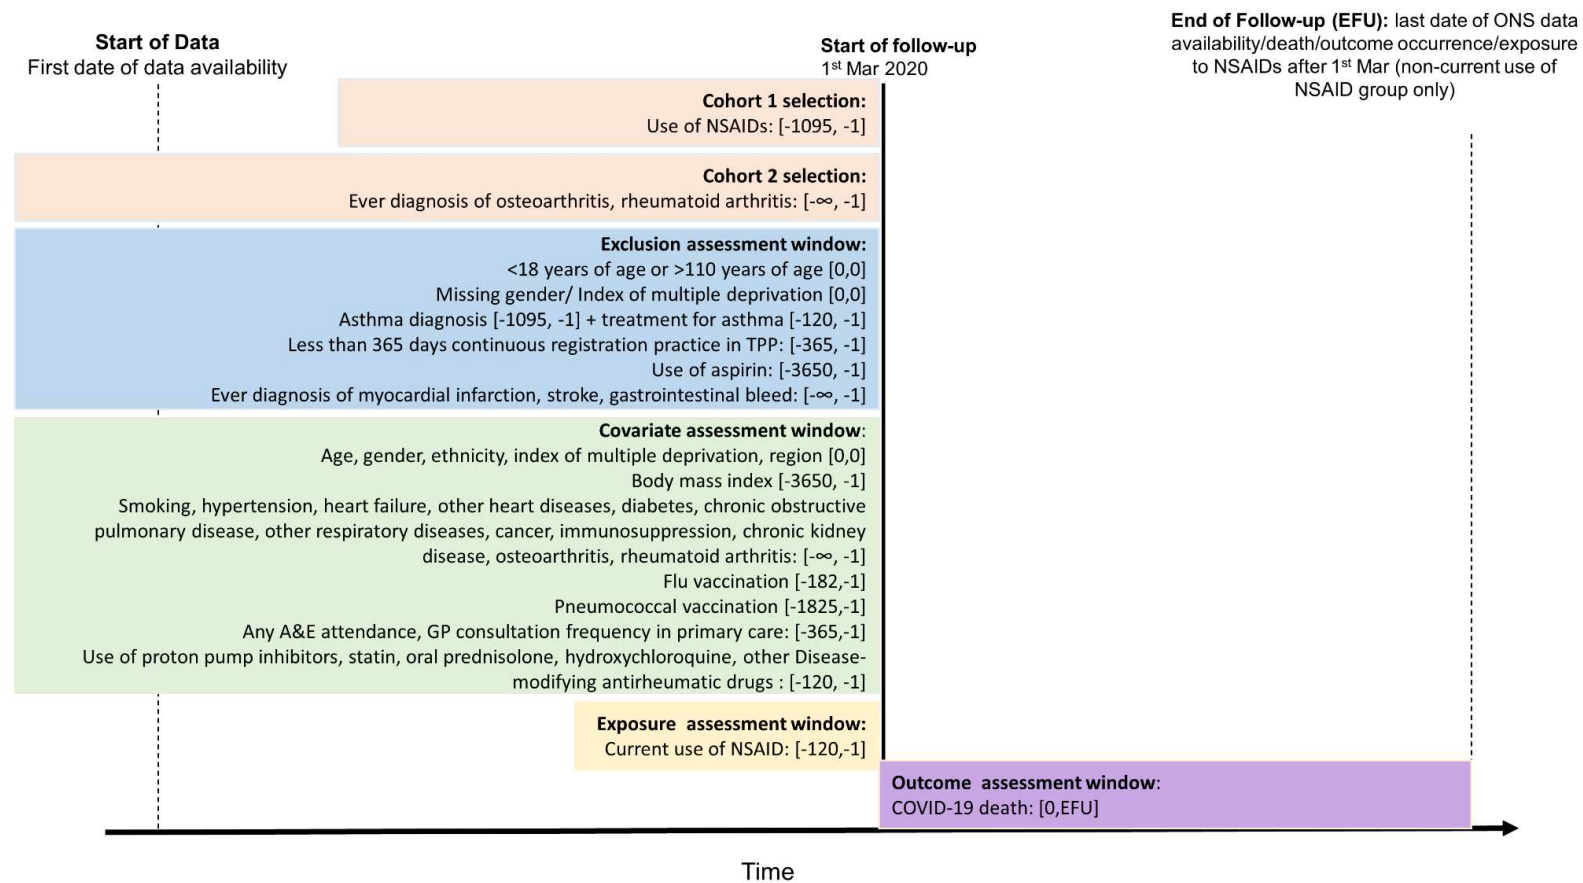 Start of Data
First date of data availability
Start of follow-up
1st Mar 2020
End of Follow-up (EFU): last date of ONS data
availability/death/outcome occurrence/exposure
to NSAIDs after 1st Mar (non-current use of
NSAID group only)
Cohort 1 selection:
Use of NSAIDs: [-1095, -1]
Cohort 2 selection:
Ever diagnosis of osteoarthritis, rheumatoid arthritis: [-∞, -1]
Exclusion assessment window:
<18 years of age or >110 years of age [0,0]
Missing gender/ Index of multiple deprivation [0,0]
Asthma diagnosis [-1095, -1] + treatment for asthma [-120, -1]
Less than 365 days continuous registration practice in TPP: [-365, -1]
Use of aspirin: [-3650, -1]
Ever diagnosis of myocardial infarction, stroke, gastrointestinal bleed: [-∞, -1]
Covariate assessment window:
Age, gender, ethnicity, index of multiple deprivation, region [0,0]
Body mass index [-3650, -1]
Smoking, hypertension, heart failure, other heart diseases, diabetes, chronic obstructive
pulmonary disease, other respiratory diseases, cancer, immunosuppression, chronic kidney
disease, osteoarthritis, rheumatoid arthritis: [-∞, -1]
Flu vaccination [-182,-1]
Pneumococcal vaccination [-1825,-1]
Any A&E attendance, GP consultation frequency in primary care: [-365,-1]
Use of proton pump inhibitors, statin, oral prednisolone, hydroxychloroquine, other Disease-
modifying antirheumatic drugs : [-120, -1]
Exposure assessment window:
Current use of NSAID: [-120,-1]
Outcome assessment window:
COVID-19 death: [0,EFU]
Time